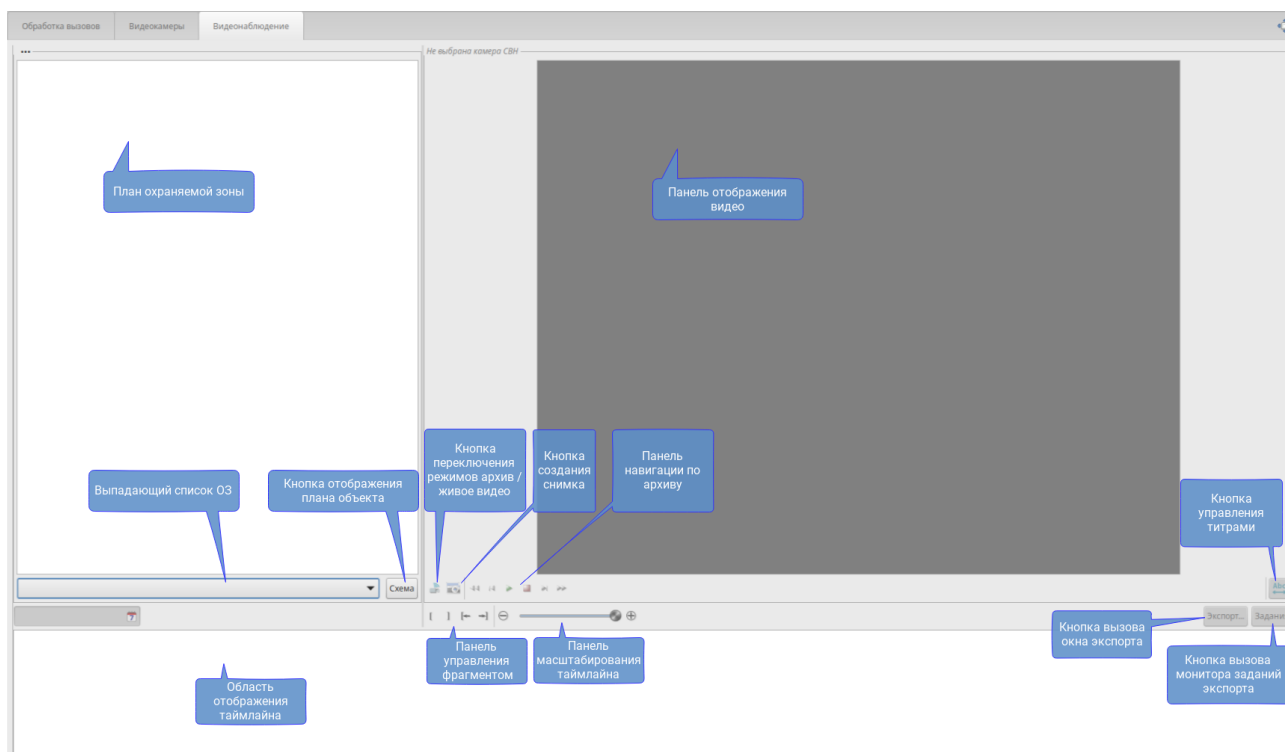 Обработка вызовов
Видеокамеры
Видеонаблюдение
Не выбрана камера СВН
План охраняемой зоны
Панель отображения
видео
Выпадающий список ОЗ
Кнопка отображения
плана объекта
Кнопка
переключения
режимов архив /
живое видео
Кнопка
создания
снимка
Панель
навигации по
архиву
Кнопка
управления
титрами
Схема
Экспорт...
Задани
Панель
управления
фрагментом
Панель
масштабирования
таймлайна
Кнопка вызова
окна экспорта
Кнопка вызова
монитора заданий
экспорта
Область
отображения
таймлайна